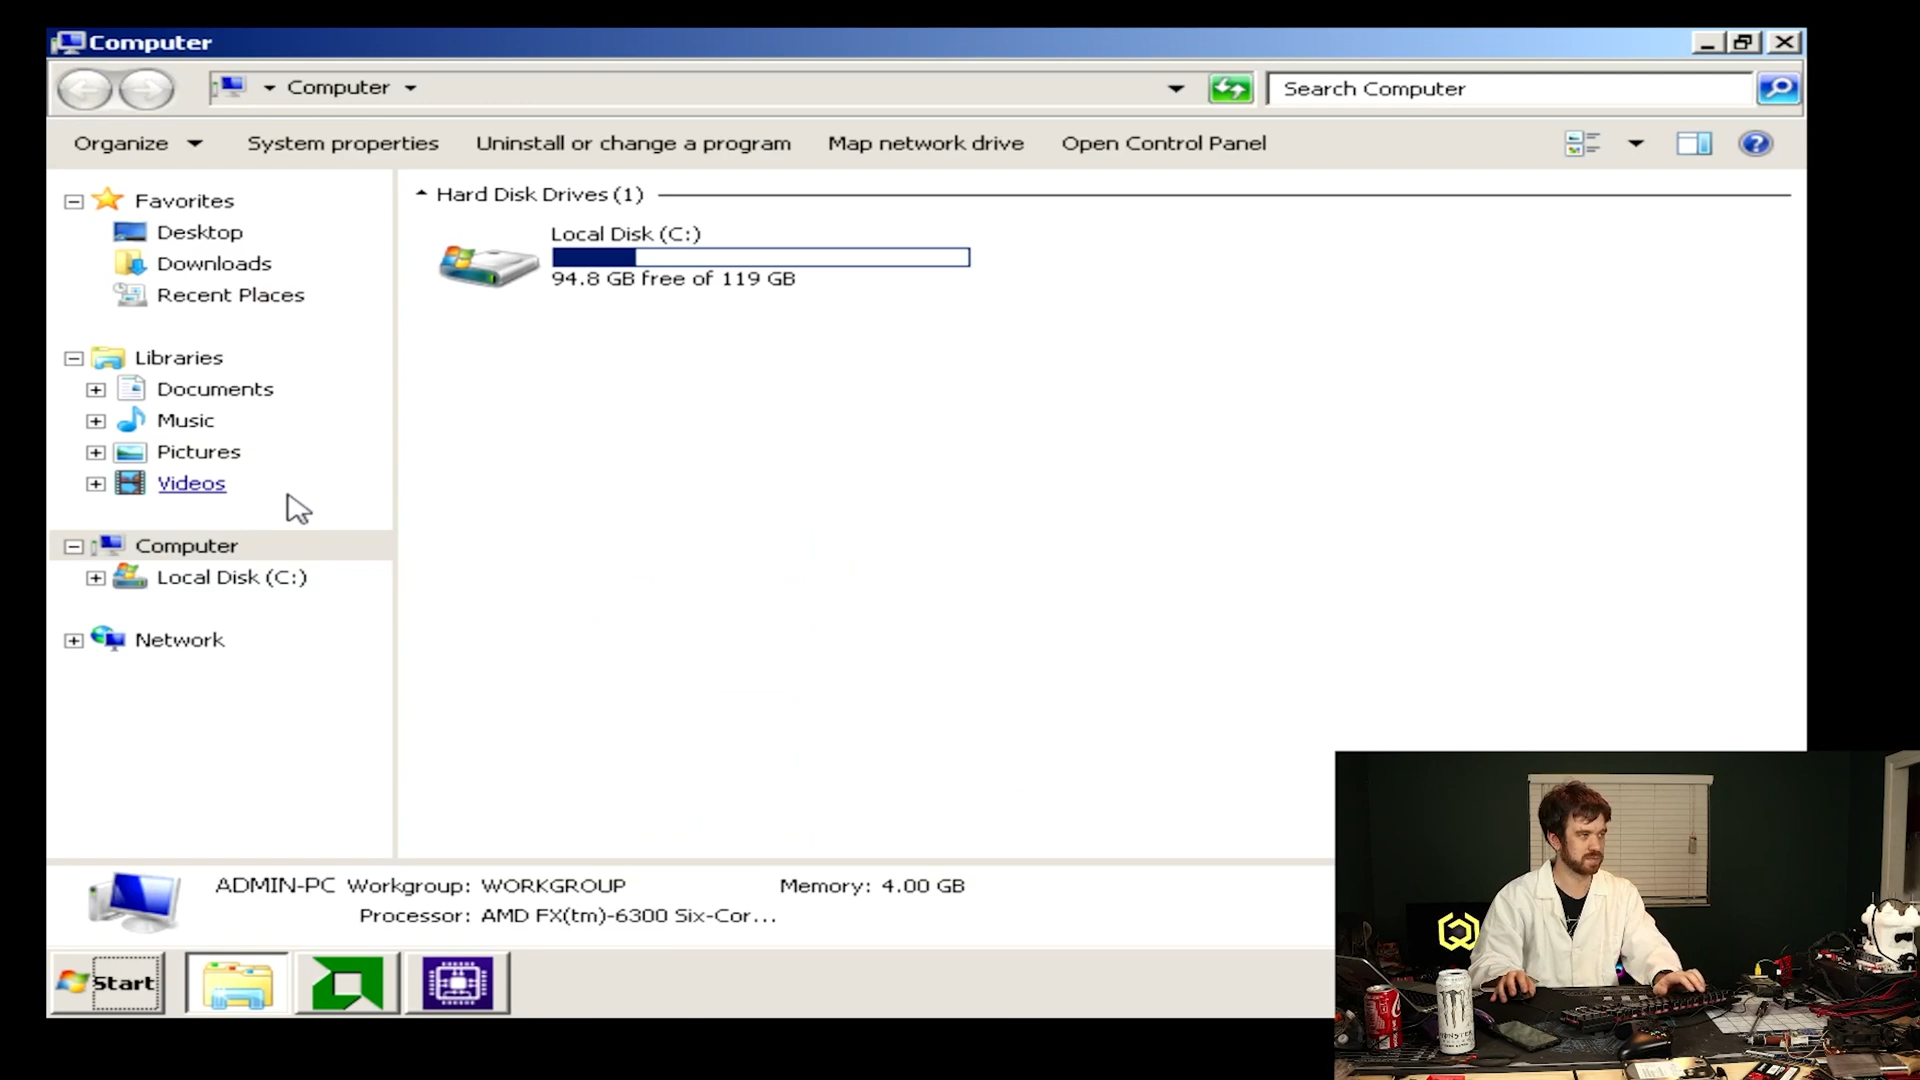 Computer
Computer
Search Computer
Organize System properties Uninstall or change a program Map network drive Open Control Panel
Favorites
Desktop
Downloads
Recent Places
Libraries
Documents
Music
Pictures
Videos
Computer
Local Disk (C:)
Network
Hard Disk Drives (1)
Local Disk (C:)
94.8 GB free of 119 GB
ADMIN-PC Workgroup: WORKGROUP Memory: 4.00 GB
Processor: AMD FX(tm)-6300 Six-Cor...
Start
MONSTER